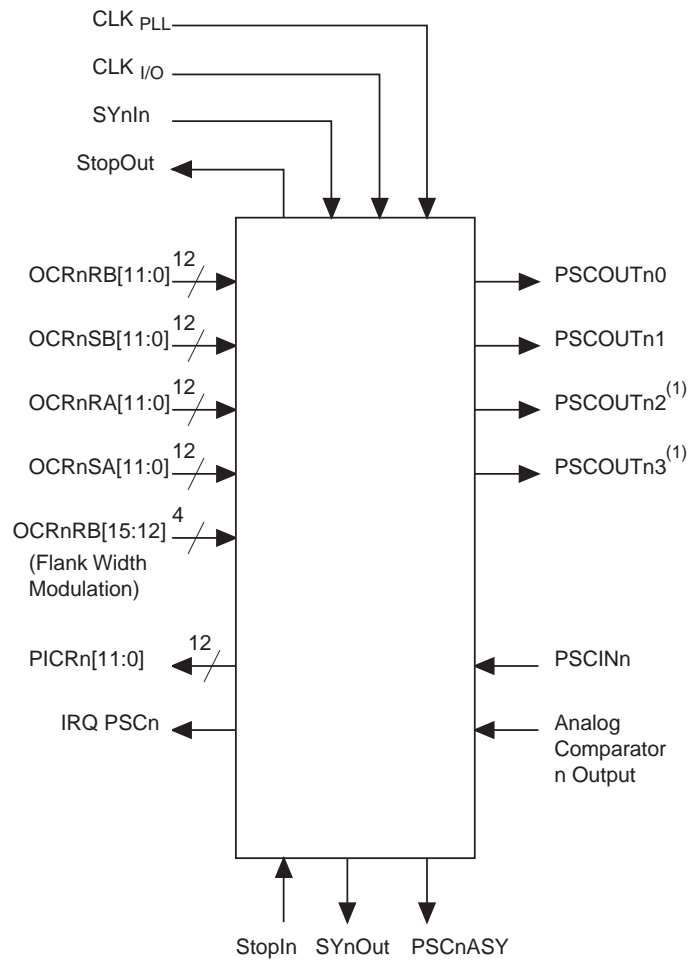 CLK PLL
CLK I/O
SYnIn
StopOut
OCRnRB[11:0] 12
PSCOUTn0
OCRnSB[11:0] 12
PSCOUTn1
OCRnRA[11:0] 12
PSCOUTn2(1)
OCRnSA[11:0] 12
PSCOUTn3(1)
OCRnRB[15:12] 4
(Flank Width
Modulation)
PICRn[11:0] 12
PSCINn
IRQ PSCn
Analog
Comparator
n Output
StopIn SYnOut PSCnASY